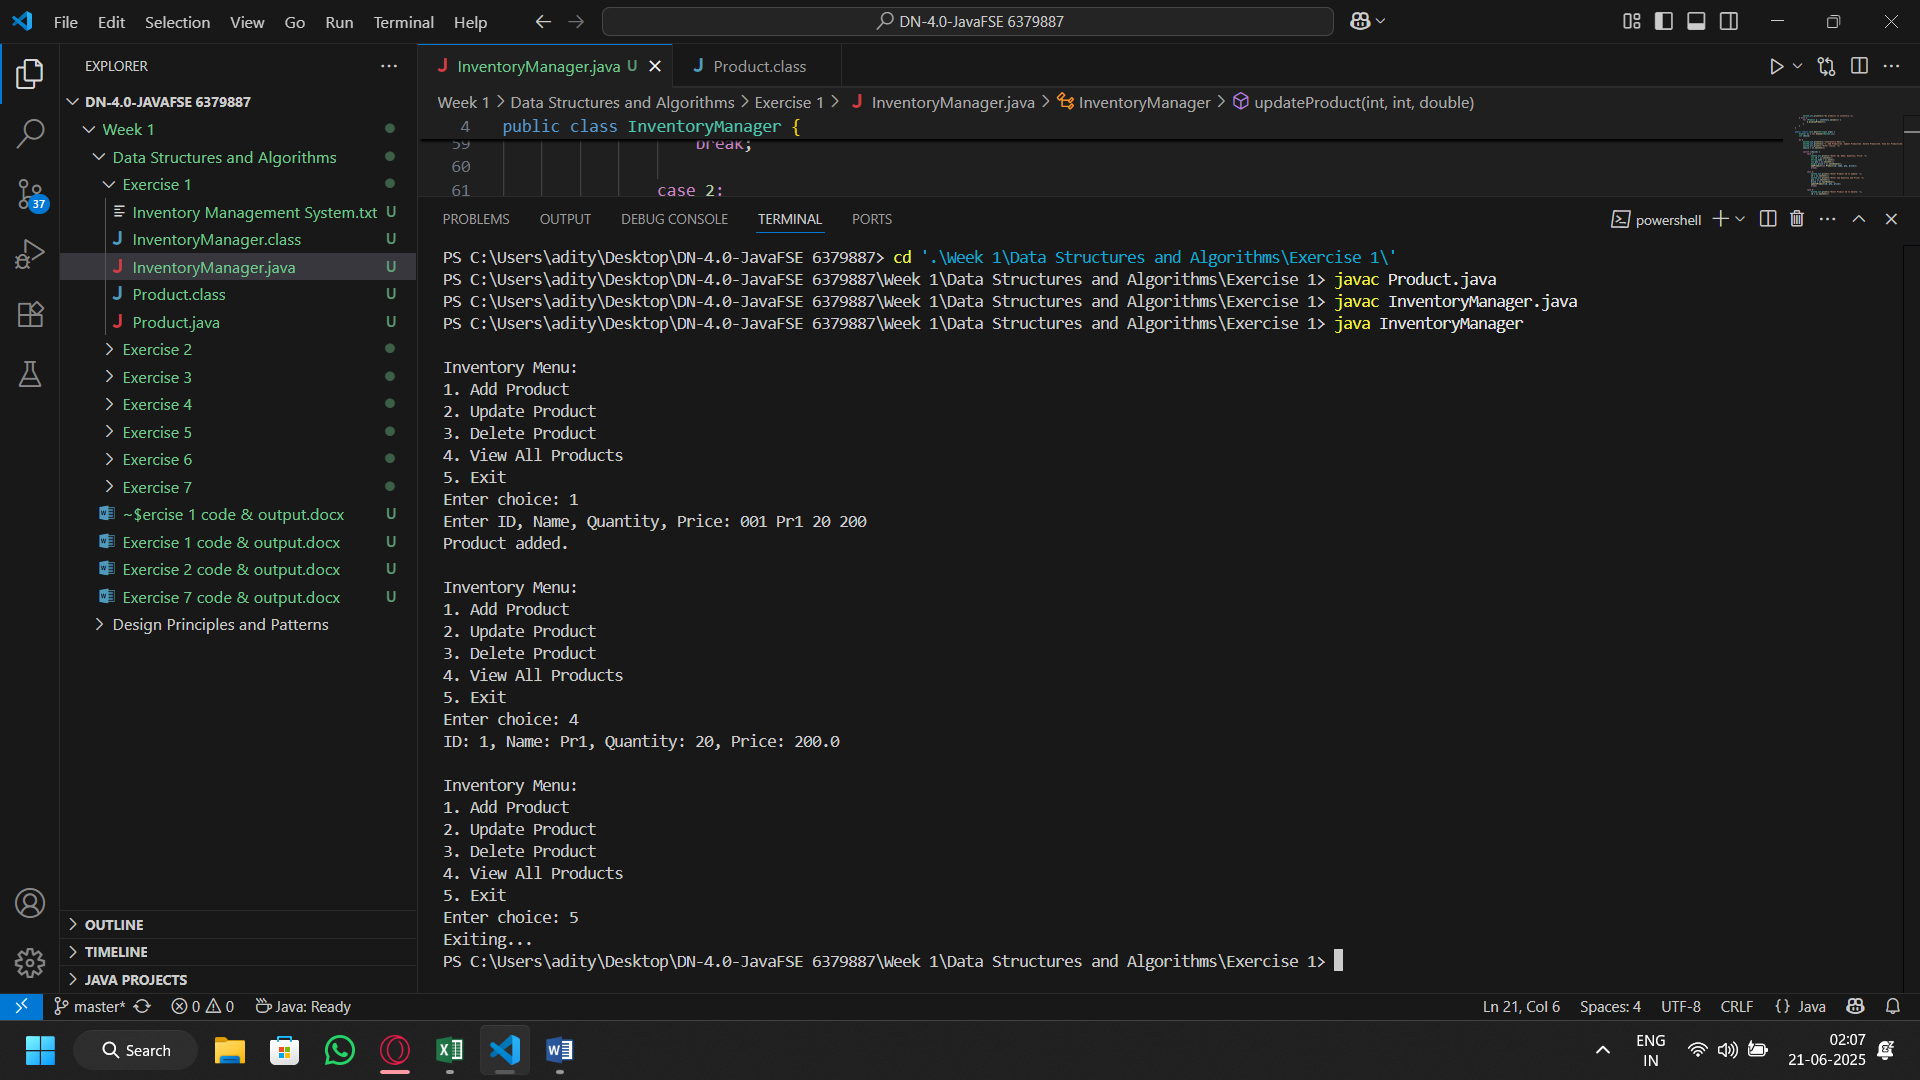 File Edit Selection View Go Run Terminal Help
DN-4.0-JavaFSE 6379887
EXPLORER
DN-4.0-JAVAFSE 6379887
Week 1
Data Structures and Algorithms
Exercise 1
Inventory Management System.txt U
InventoryManager.class U
InventoryManager.java U
Product.class U
Product.java U
Exercise 2
Exercise 3
Exercise 4
Exercise 5
Exercise 6
Exercise 7
~$ercise 1 code & output.docx U
Exercise 1 code & output.docx U
Exercise 2 code & output.docx U
Exercise 7 code & output.docx U
Design Principles and Patterns
OUTLINE
TIMELINE
JAVA PROJECTS
37
InventoryManager.java U
Product.class
Week 1 > Data Structures and Algorithms > Exercise 1 > InventoryManager.java > InventoryManager > updateProduct(int, int, double)
4 public class InventoryManager {
59 break;
60
61 case 2:
PROBLEMS OUTPUT DEBUG CONSOLE TERMINAL PORTS
powershell
PS C:\Users\adity\Desktop\DN-4.0-JavaFSE 6379887> cd '.\Week 1\Data Structures and Algorithms\Exercise 1\'
PS C:\Users\adity\Desktop\DN-4.0-JavaFSE 6379887\Week 1\Data Structures and Algorithms\Exercise 1> javac Product.java
PS C:\Users\adity\Desktop\DN-4.0-JavaFSE 6379887\Week 1\Data Structures and Algorithms\Exercise 1> javac InventoryManager.java
PS C:\Users\adity\Desktop\DN-4.0-JavaFSE 6379887\Week 1\Data Structures and Algorithms\Exercise 1> java InventoryManager
Inventory Menu:
1. Add Product
2. Update Product
3. Delete Product
4. View All Products
5. Exit
Enter choice: 1
Enter ID, Name, Quantity, Price: 001 Pr1 20 200
Product added.
Inventory Menu:
1. Add Product
2. Update Product
3. Delete Product
4. View All Products
5. Exit
Enter choice: 4
ID: 1, Name: Pr1, Quantity: 20, Price: 200.0
Inventory Menu:
1. Add Product
2. Update Product
3. Delete Product
4. View All Products
5. Exit
Enter choice: 5
Exiting...
PS C:\Users\adity\Desktop\DN-4.0-JavaFSE 6379887\Week 1\Data Structures and Algorithms\Exercise 1>
master* 0 0 Java: Ready
Ln 21, Col 6 Spaces: 4 UTF-8 CRLF {} Java
Search
ENG
IN
02:07
21-06-2025